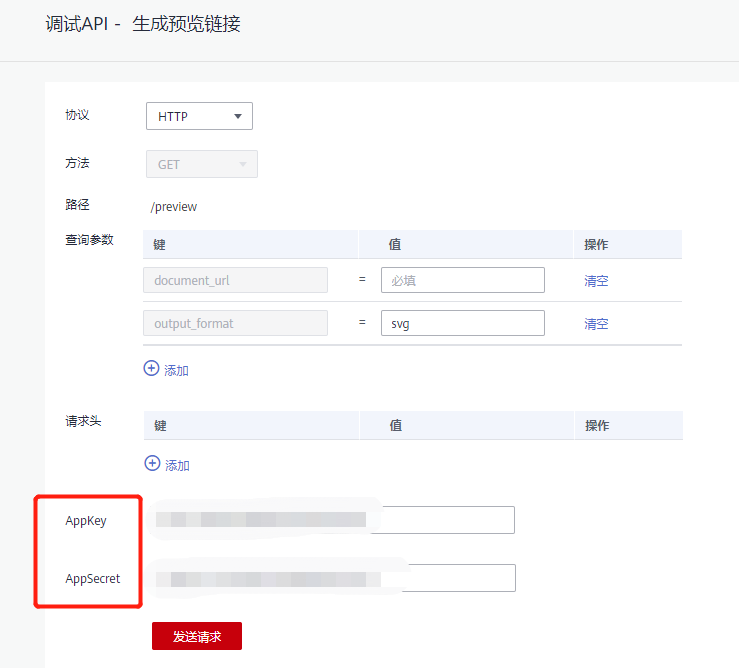 调试API - 生成预览链接
协议 HTTP
方法 GET
路径 /preview
查询参数 键 值 操作
document_url = 必填 清空
output_format = svg 清空
添加
请求头 键 值 操作
添加
AppKey
AppSecret
发送请求